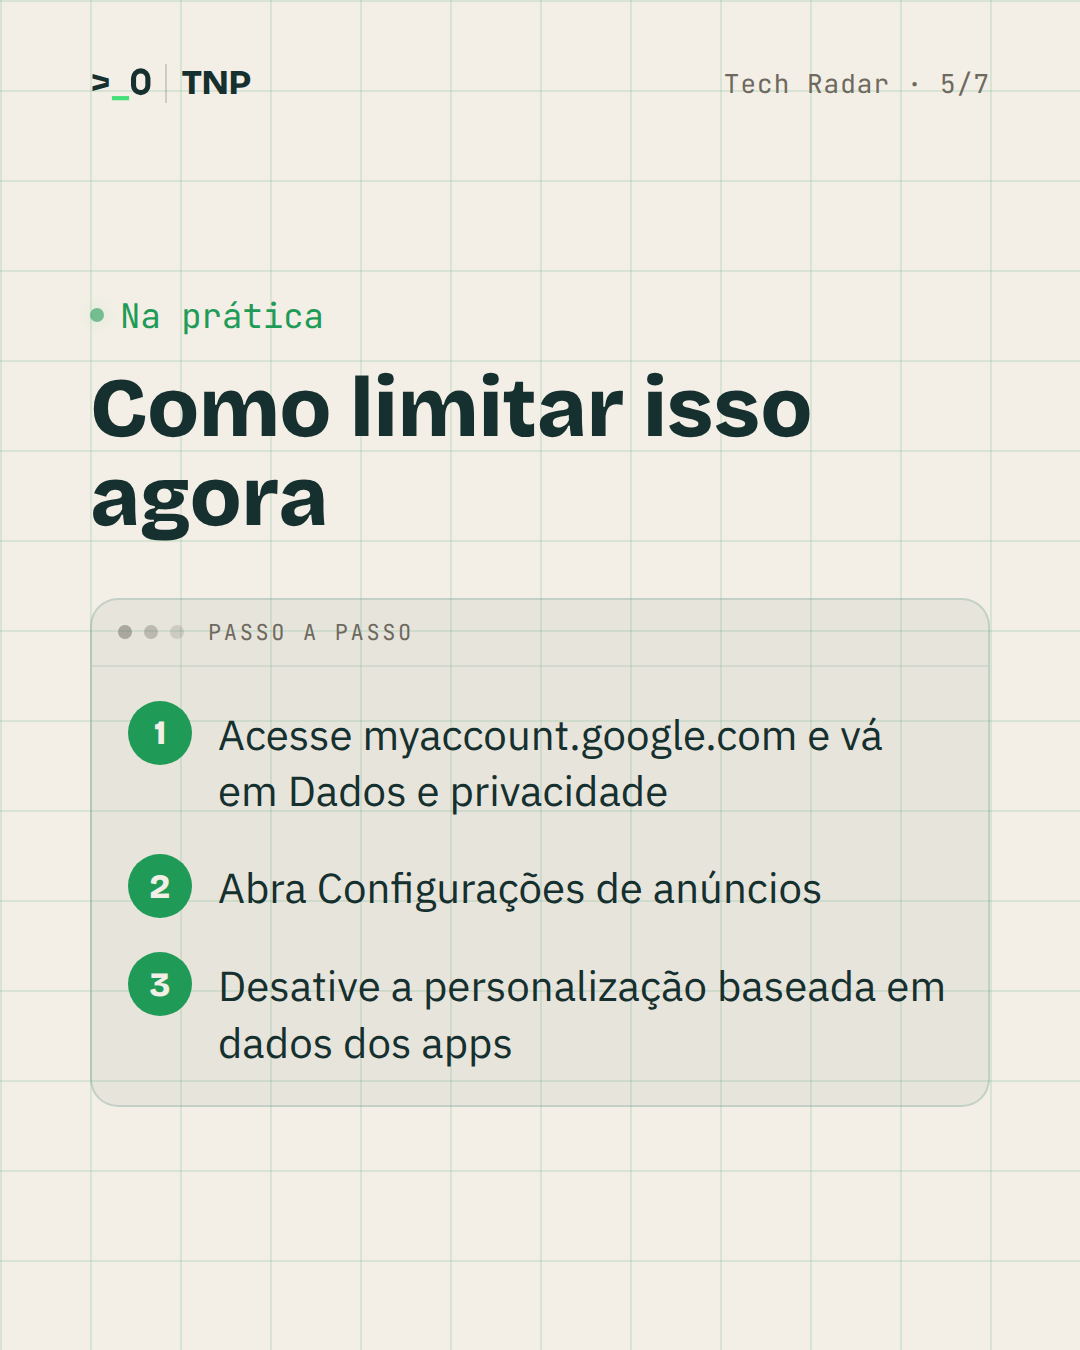 >_0 TNP
Tech Radar · 5/7
Na prática
Como limitar isso
agora
PASSO A PASSO
1 Acesse myaccount.google.com e vá
em Dados e privacidade
2 Abra Configurações de anúncios
3 Desative a personalização baseada em
dados dos apps